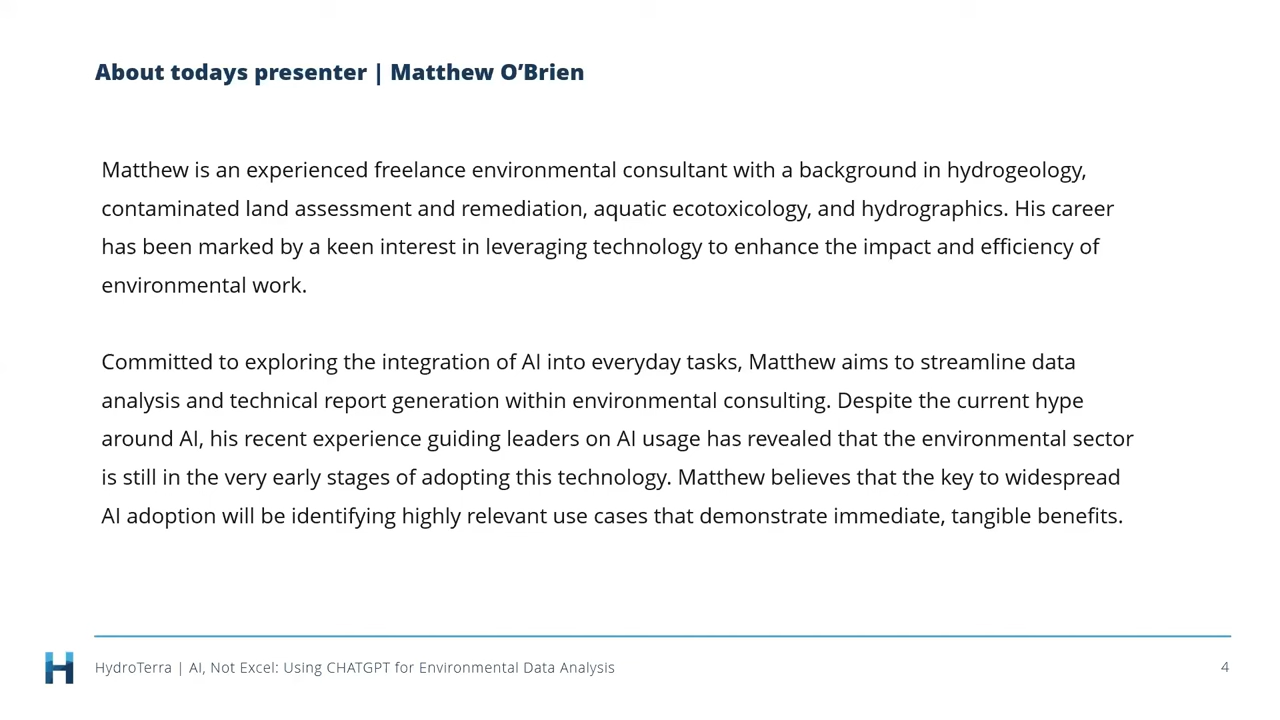 About todays presenter | Matthew O’Brien
Matthew is an experienced freelance environmental consultant with a background in hydrogeology,
contaminated land assessment and remediation, aquatic ecotoxicology, and hydrographics. His career
has been marked by a keen interest in leveraging technology to enhance the impact and efficiency of
environmental work.
Committed to exploring the integration of AI into everyday tasks, Matthew aims to streamline data
analysis and technical report generation within environmental consulting. Despite the current hype
around AI, his recent experience guiding leaders on AI usage has revealed that the environmental sector
is still in the very early stages of adopting this technology. Matthew believes that the key to widespread
AI adoption will be identifying highly relevant use cases that demonstrate immediate, tangible benefits.
HydroTerra | AI, Not Excel: Using CHATGPT for Environmental Data Analysis
4